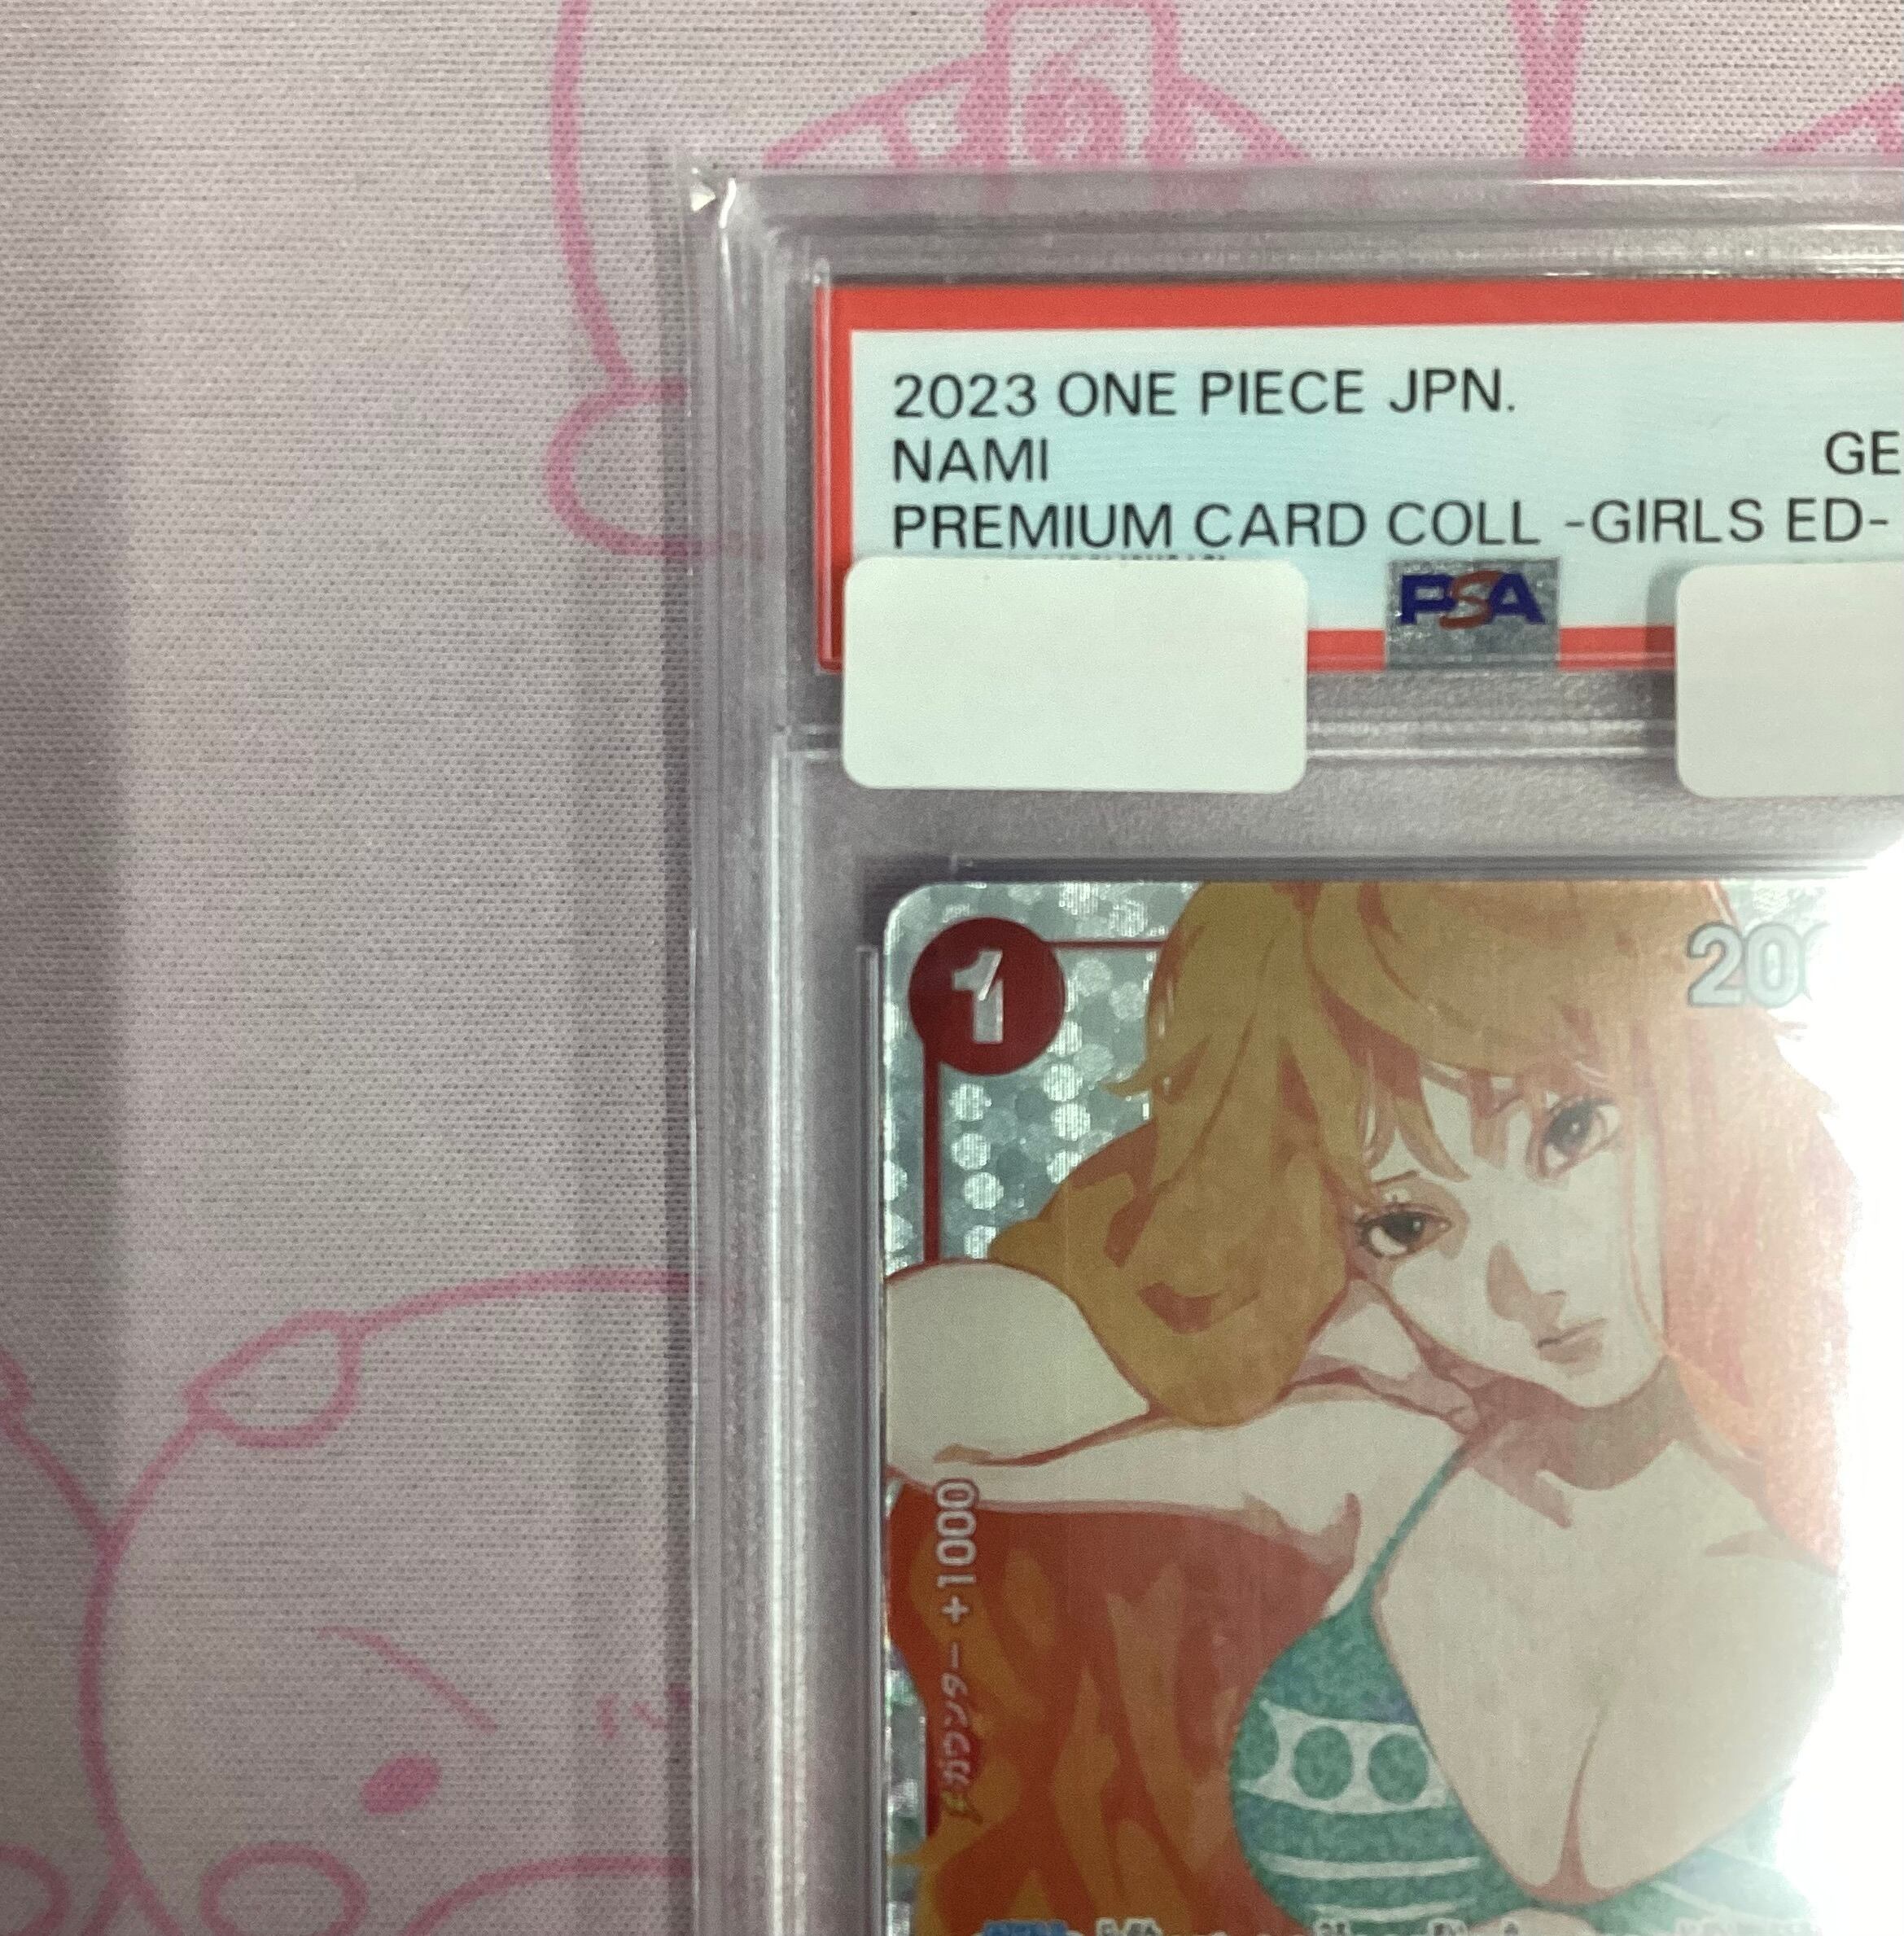 2023 ONE PIECE JPN.
NAMI
GE
PREMIUM CARD COLL -GIRLS ED-
PSA
1
20
カウンター +1000